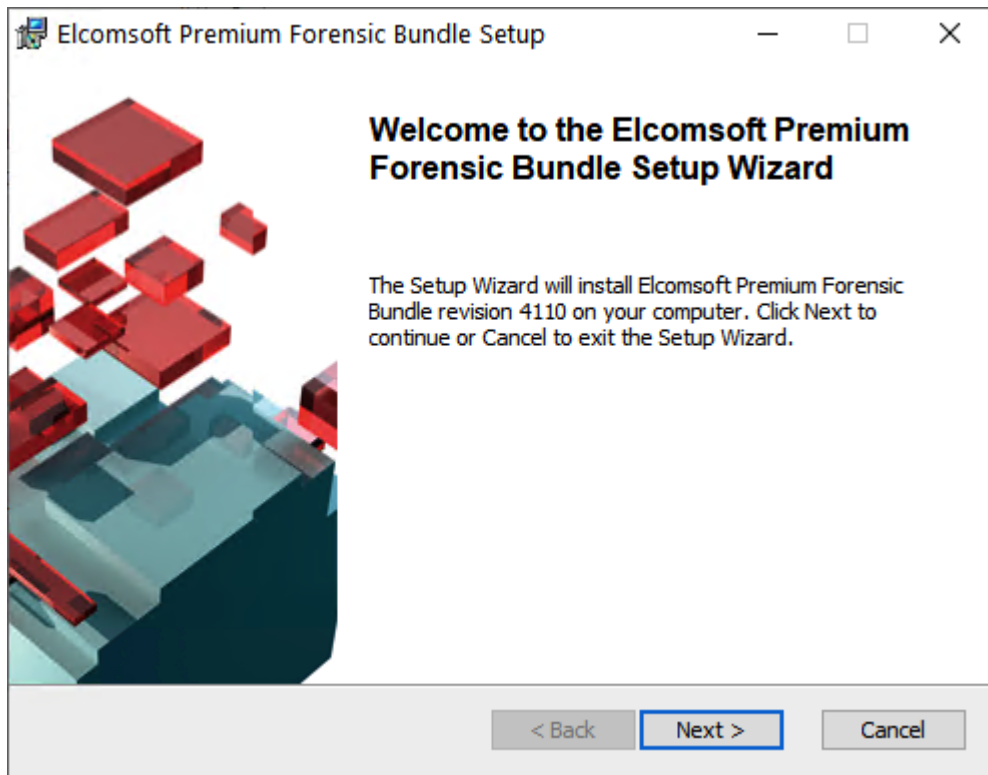 Elcomsoft Premium Forensic Bundle Setup
Welcome to the Elcomsoft Premium
Forensic Bundle Setup Wizard
The Setup Wizard will install Elcomsoft Premium Forensic
Bundle revision 4110 on your computer. Click Next to
continue or Cancel to exit the Setup Wizard.
< Back Next > Cancel